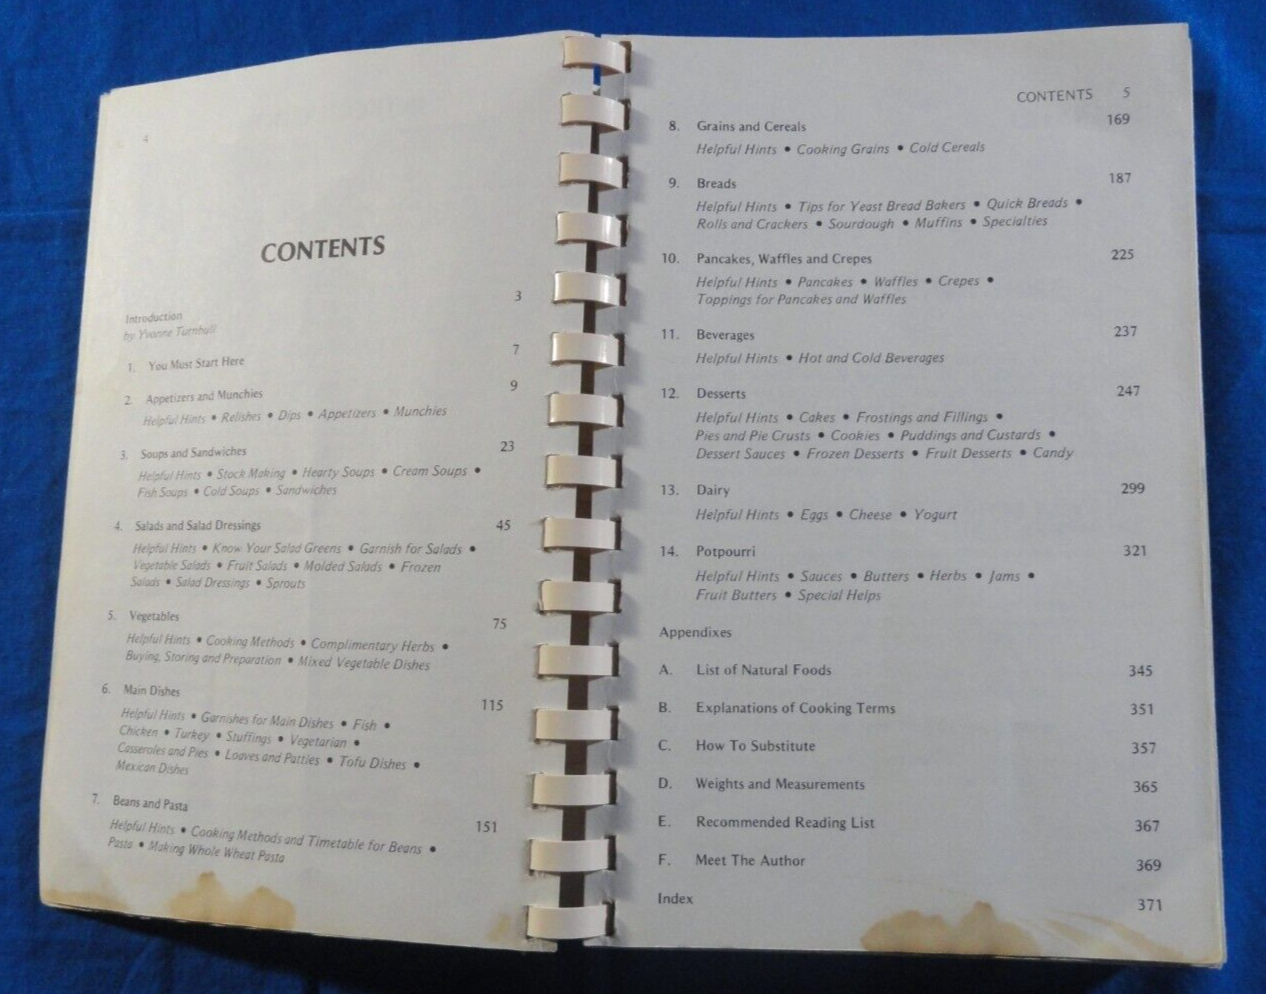 4
CONTENTS
Introduction 3
by Yvonne Turnbull
1. You Must Start Here 7
2. Appetizers and Munchies 9
Helpful Hints • Relishes • Dips • Appetizers • Munchies
3. Soups and Sandwiches 23
Helpful Hints • Stock Making • Hearty Soups • Cream Soups •
Fish Soups • Cold Soups • Sandwiches
4. Salads and Salad Dressings 45
Helpful Hints • Know Your Salad Greens • Garnish for Salads •
Vegetable Salads • Fruit Salads • Molded Salads • Frozen
Salads • Salad Dressings • Sprouts
5. Vegetables 75
Helpful Hints • Cooking Methods • Complimentary Herbs •
Buying, Storing and Preparation • Mixed Vegetable Dishes
6. Main Dishes 115
Helpful Hints • Garnishes for Main Dishes • Fish •
Chicken • Turkey • Stuffings • Vegetarian •
Casseroles and Pies • Loaves and Patties • Tofu Dishes •
Mexican Dishes
7. Beans and Pasta 151
Helpful Hints • Cooking Methods and Timetable for Beans •
Pasta • Making Whole Wheat Pasta
CONTENTS 5
8. Grains and Cereals 169
Helpful Hints • Cooking Grains • Cold Cereals
9. Breads 187
Helpful Hints • Tips for Yeast Bread Bakers • Quick Breads •
Rolls and Crackers • Sourdough • Muffins • Specialties
10. Pancakes, Waffles and Crepes 225
Helpful Hints • Pancakes • Waffles • Crepes •
Toppings for Pancakes and Waffles
11. Beverages 237
Helpful Hints • Hot and Cold Beverages
12. Desserts 247
Helpful Hints • Cakes • Frostings and Fillings •
Pies and Pie Crusts • Cookies • Puddings and Custards •
Dessert Sauces • Frozen Desserts • Fruit Desserts • Candy
13. Dairy 299
Helpful Hints • Eggs • Cheese • Yogurt
14. Potpourri 321
Helpful Hints • Sauces • Butters • Herbs • Jams •
Fruit Butters • Special Helps
Appendixes
A. List of Natural Foods 345
B. Explanations of Cooking Terms 351
C. How To Substitute 357
D. Weights and Measurements 365
E. Recommended Reading List 367
F. Meet The Author 369
Index 371